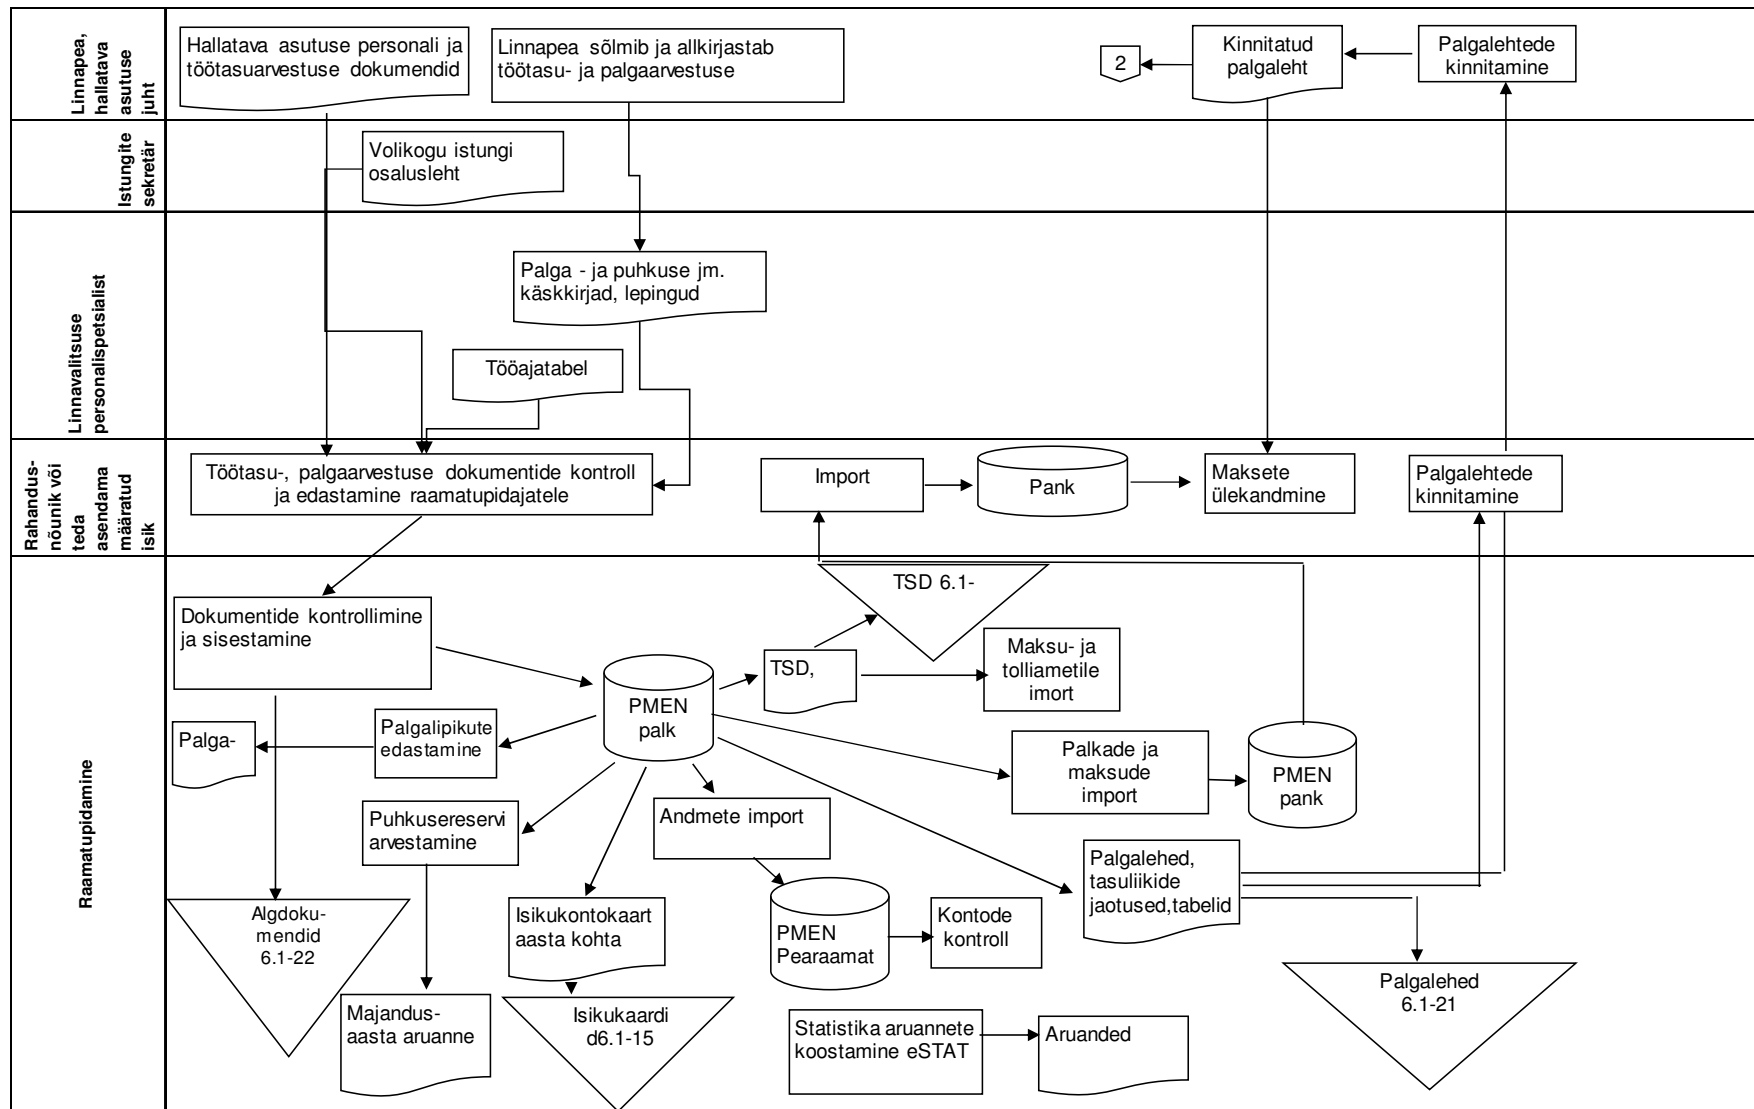 Linnapea,
hallatava
asutuse
juht
Hallatava asutuse personali ja
töötasuarvestuse dokumendid
Linnapea sõlmib ja allkirjastab
töötasu- ja palgaarvestuse
2
Kinnitatud
palgaleht
Palgalehtede
kinnitamine
Istungite
sekretär
Volikogu istungi
osalusleht
Linnavalitsuse
personalispetsialist
Palga - ja puhkuse jm.
käskkirjad, lepingud
Tööajatabel
Rahandus-
nõunik või
teda
asendama
määratud
isik
Töötasu-, palgaarvestuse dokumentide kontroll
ja edastamine raamatupidajatele
Import
Pank
Maksete
ülekandmine
Palgalehtede
kinnitamine
Raamatupidamine
Dokumentide kontrollimine
ja sisestamine
TSD 6.1-
TSD,
Maksu- ja
tolliametile
imort
PMEN
palk
Palgalipikute
edastamine
Palga-
Palkade ja
maksude
import
PMEN
pank
Puhkusereservi
arvestamine
Andmete import
Palgalehed,
tasuliikide
jaotused,tabelid
Algdoku-
mendid
6.1-22
Isikukontokaart
aasta kohta
PMEN
Pearaamat
Kontode
kontroll
Palgalehed
6.1-21
Majandus-
aasta aruanne
Isikukaardi
d6.1-15
Statistika aruannete
koostamine eSTAT
Aruanded